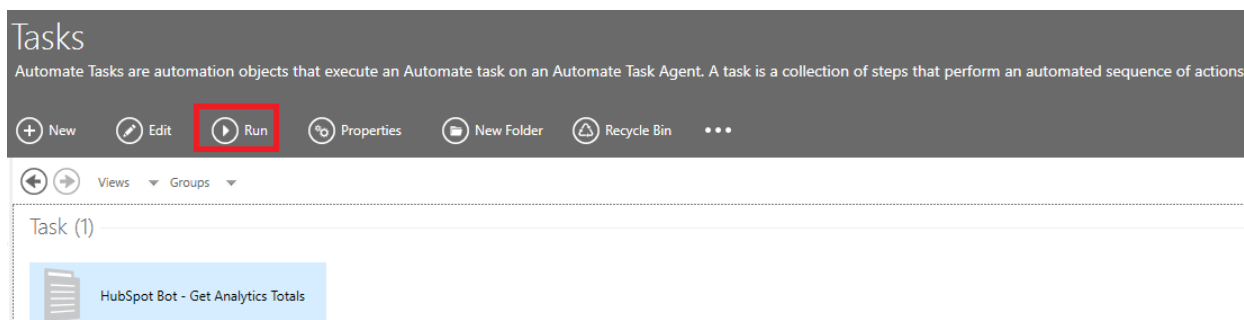 Tasks
Automate Tasks are automation objects that execute an Automate task on an Automate Task Agent. A task is a collection of steps that perform an automated sequence of actions
New Edit Run Properties New Folder Recycle Bin
Views Groups
Task (1)
HubSpot Bot - Get Analytics Totals